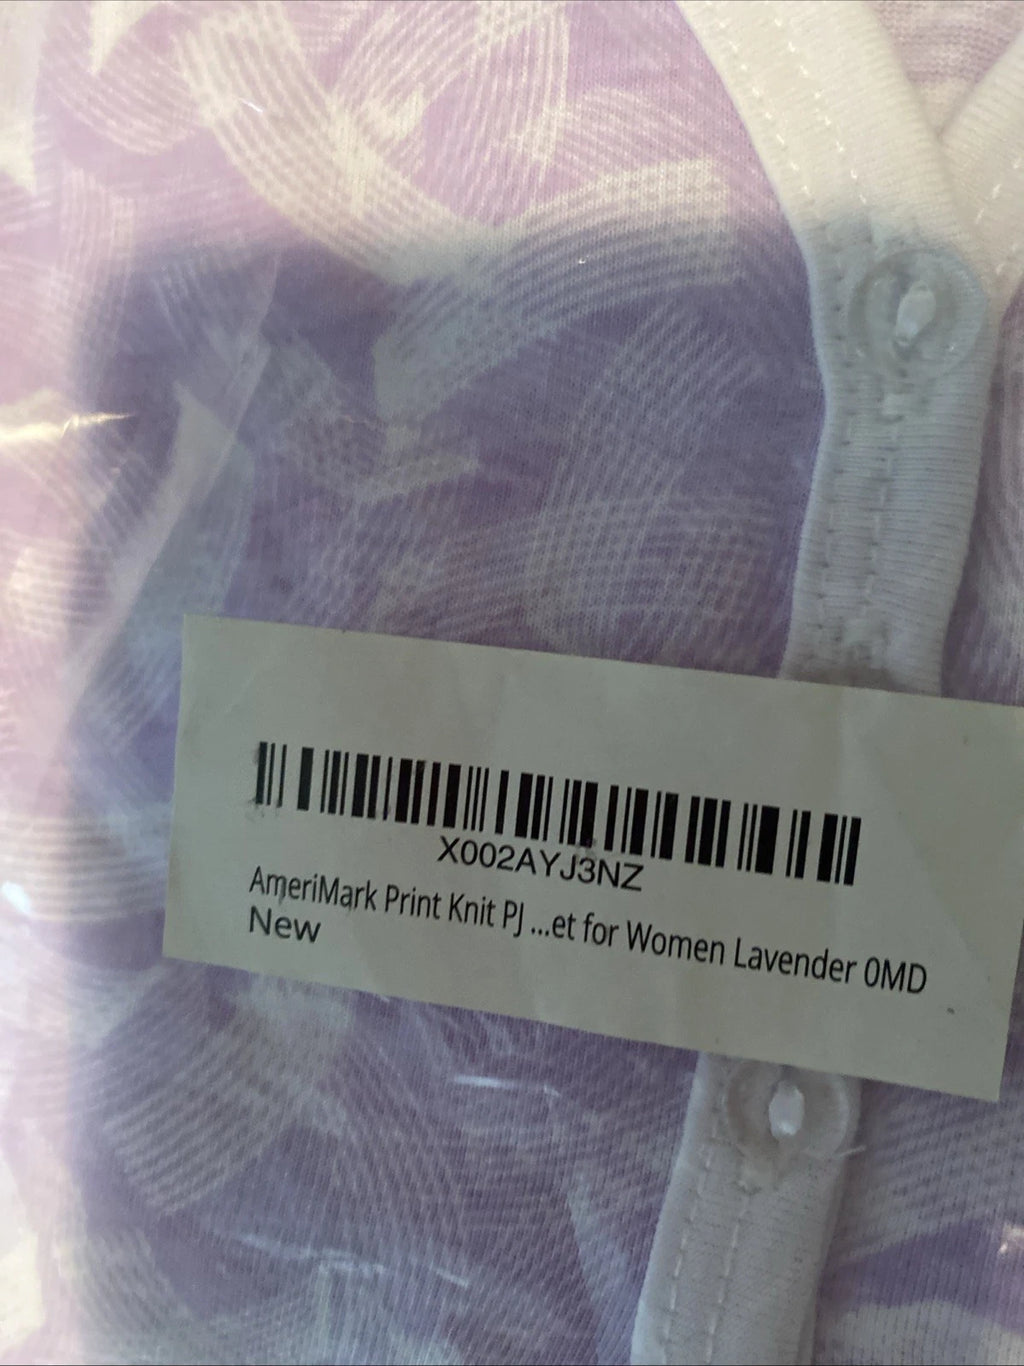 X002AYJ3NZ
AmeriMark Print Knit PJ ...et for Women Lavender 0MD
New